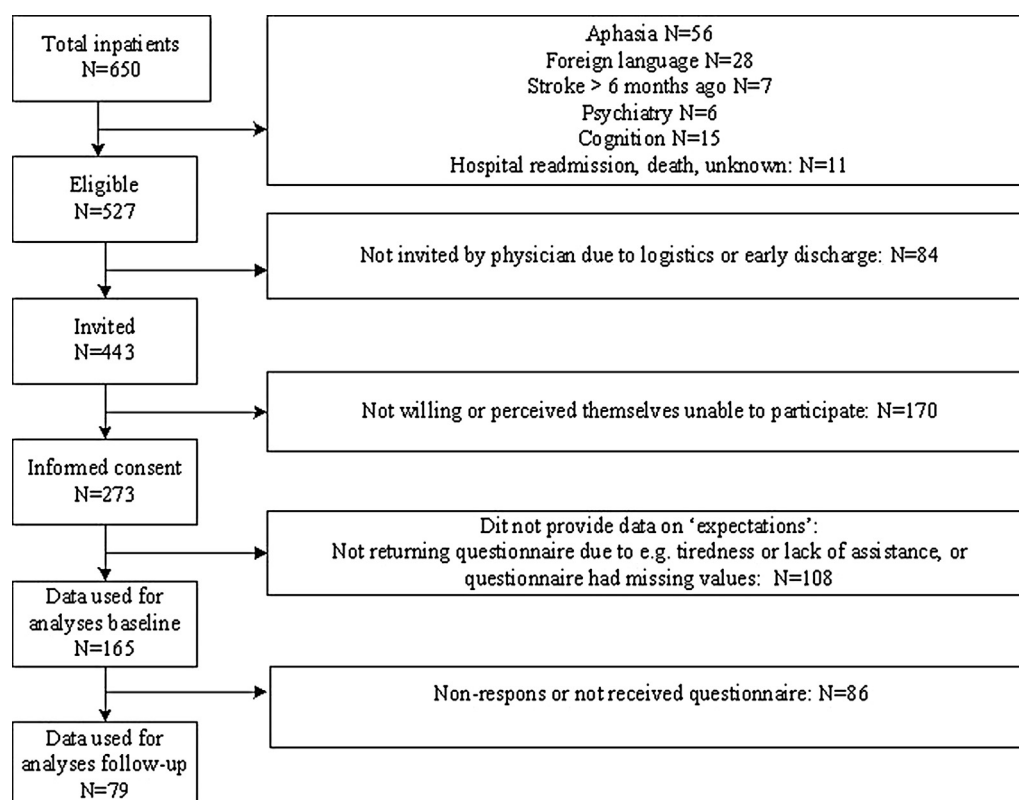 Total inpatients
N=650
Aphasia N=56
Foreign language N=28
Stroke > 6 months ago N=7
Psychiatry N=6
Cognition N=15
Hospital readmission, death, unknown: N=11
Eligible
N=527
Not invited by physician due to logistics or early discharge: N=84
Invited
N=443
Not willing or perceived themselves unable to participate: N=170
Informed consent
N=273
Dit not provide data on ‘expectations’:
Not returning questionnaire due to e.g. tiredness or lack of assistance, or
questionnaire had missing values: N=108
Data used for
analyses baseline
N=165
Non-respons or not received questionnaire: N=86
Data used for
analyses follow-up
N=79